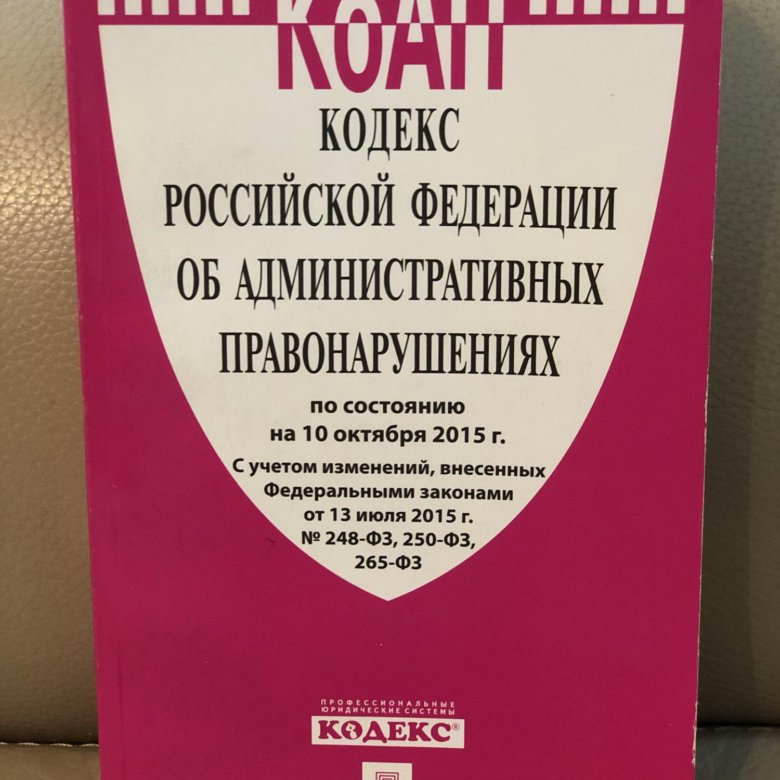 КоАП
КОДЕКС
РОССИЙСКОЙ ФЕДЕРАЦИИ
ОБ АДМИНИСТРАТИВНЫХ
ПРАВОНАРУШЕНИЯХ
по состоянию
на 10 октября 2015 г.
С учетом изменений, внесенных
Федеральными законами
от 13 июля 2015 г.
№ 248-ФЗ, 250-ФЗ,
265-ФЗ
ПРОФЕССИОНАЛЬНЫЕ
ЮРИДИЧЕСКИЕ СИСТЕМЫ
КОДЕКС®